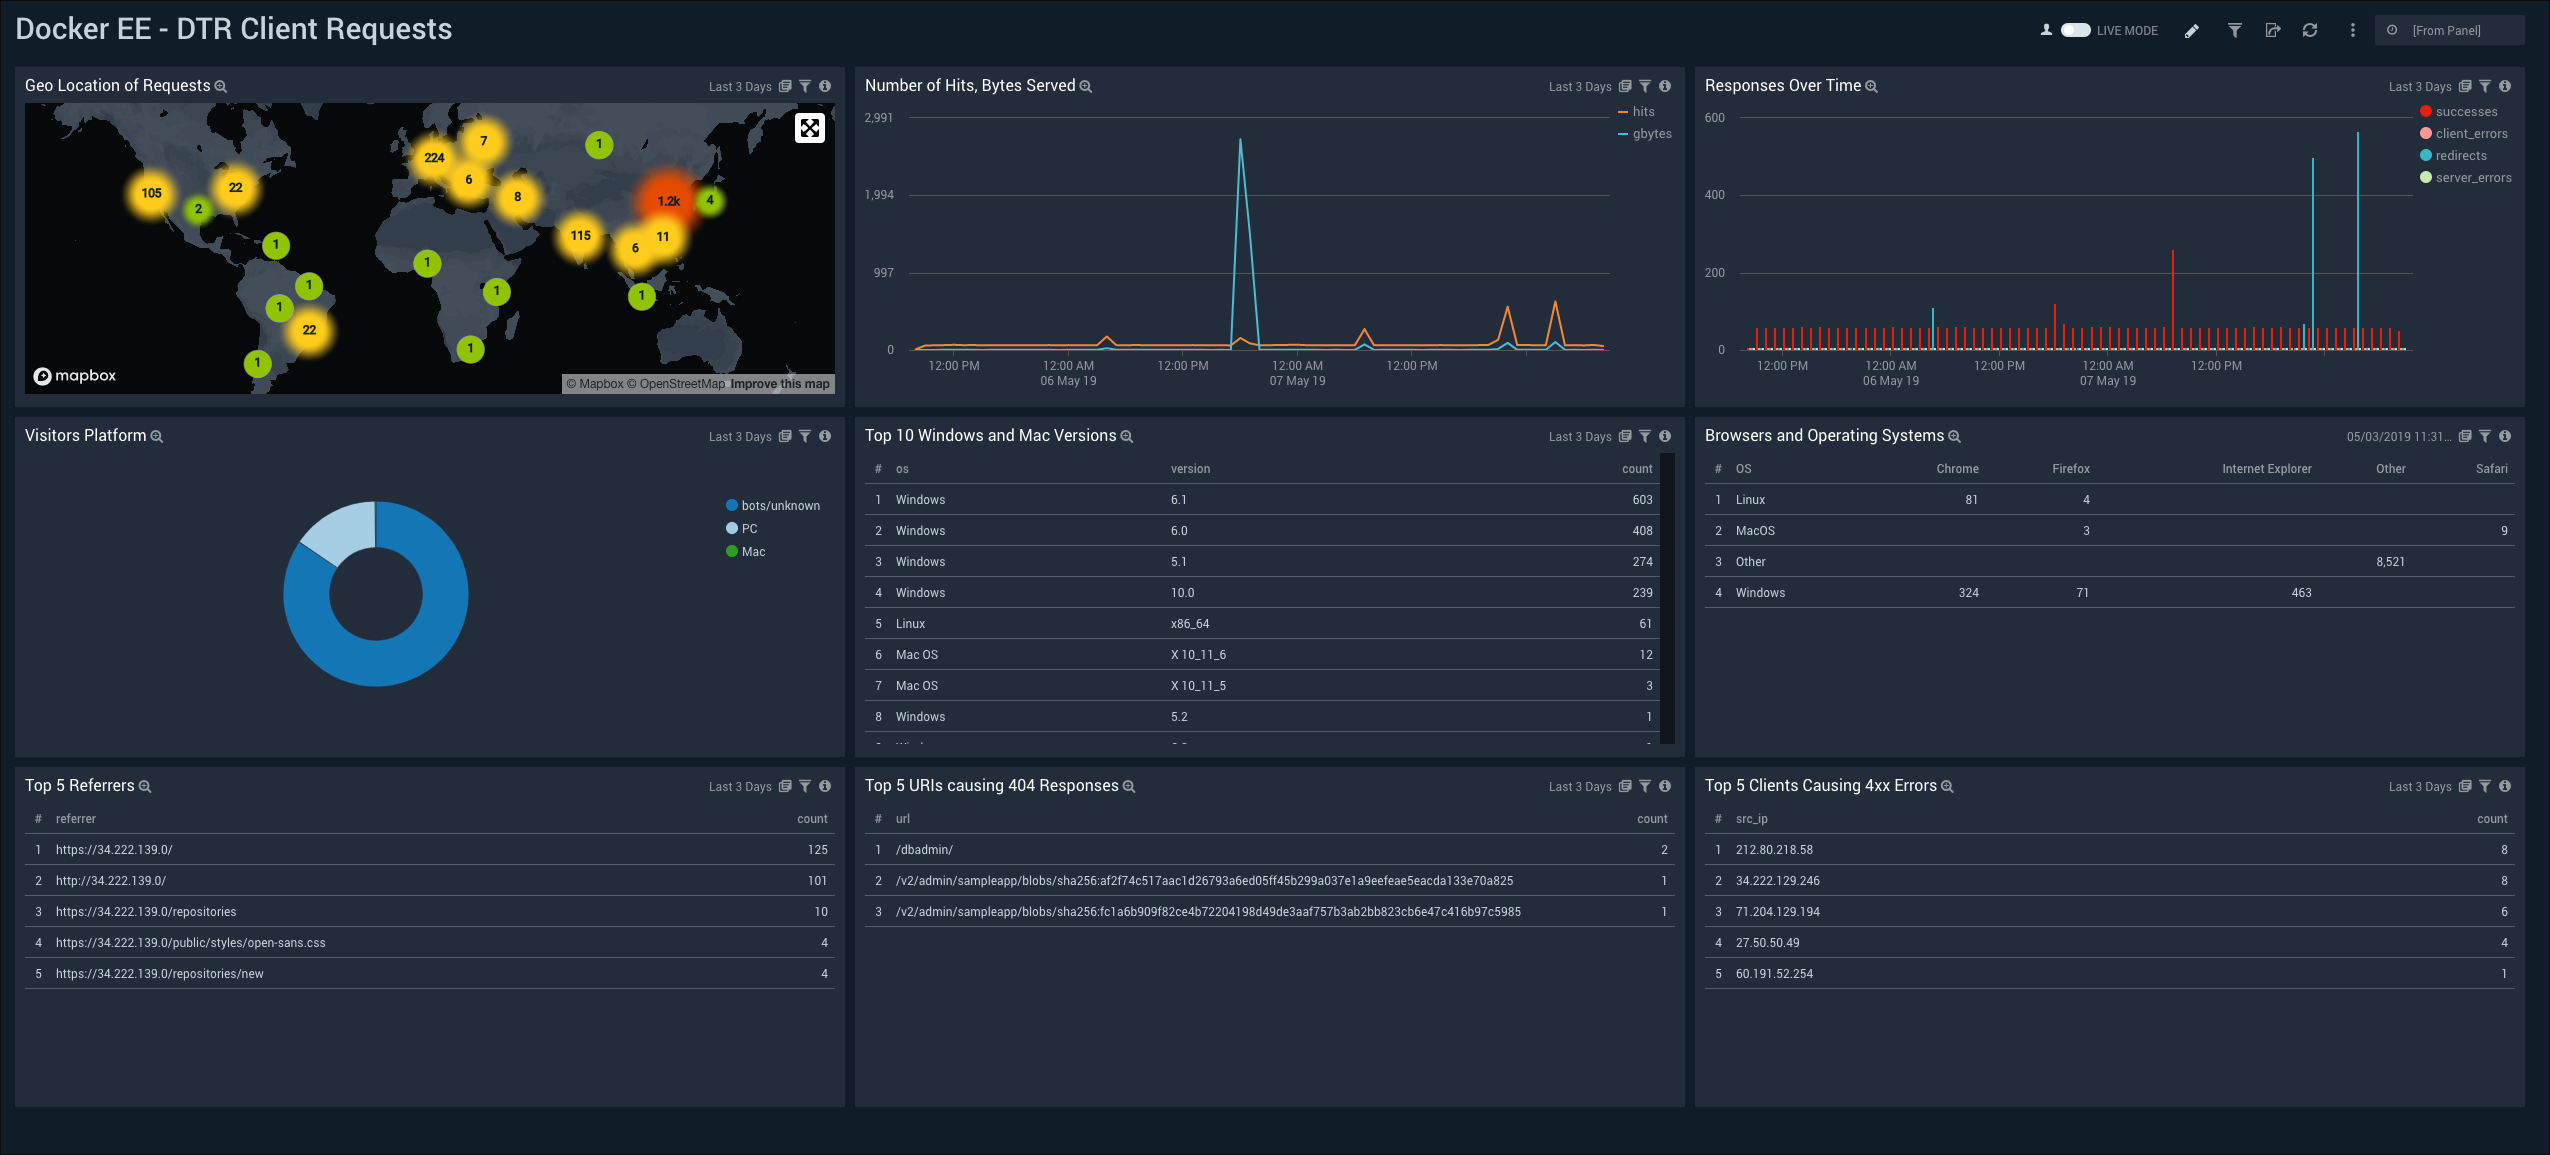 Docker EE - DTR Client Requests
LIVE MODE
[From Panel]
Geo Location of Requests
Last 3 Days
7
224
1
6
105
22
8
2
1.2k
4
115
11
6
1
1
1
1
1
1
22
1
1
mapbox
© Mapbox © OpenStreetMap Improve this map
Number of Hits, Bytes Served
Last 3 Days
hits
gbytes
2,991
1,994
997
0
12:00 PM 12:00 AM 12:00 PM 12:00 AM 12:00 PM
06 May 19 07 May 19
Responses Over Time
Last 3 Days
successes
client_errors
redirects
server_errors
600
400
200
0
12:00 PM 12:00 AM 12:00 PM 12:00 AM 12:00 PM
06 May 19 07 May 19
Visitors Platform
Last 3 Days
bots/unknown
PC
Mac
Top 10 Windows and Mac Versions
Last 3 Days
# os version count
1 Windows 6.1 603
2 Windows 6.0 408
3 Windows 5.1 274
4 Windows 10.0 239
5 Linux x86_64 61
6 Mac OS X 10_11_6 12
7 Mac OS X 10_11_5 3
8 Windows 5.2 1
Browsers and Operating Systems
05/03/2019 11:31...
# OS Chrome Firefox Internet Explorer Other Safari
1 Linux 81 4
2 MacOS 3 9
3 Other 8,521
4 Windows 324 71 463
Top 5 Referrers
Last 3 Days
# referrer count
1 https://34.222.139.0/ 125
2 http://34.222.139.0/ 101
3 https://34.222.139.0/repositories 10
4 https://34.222.139.0/public/styles/open-sans.css 4
5 https://34.222.139.0/repositories/new 4
Top 5 URIs causing 404 Responses
Last 3 Days
# url count
1 /dbadmin/ 2
2 /v2/admin/sampleapp/blobs/sha256:af2f74c517aac1d26793a6ed05ff45b299a037e1a9eefeae5eacda133e70a825 1
3 /v2/admin/sampleapp/blobs/sha256:fc1a6b909f82ce4b72204198d49de3aaf757b3ab2bb823cb6e47c416b97c5985 1
Top 5 Clients Causing 4xx Errors
Last 3 Days
# src_ip count
1 212.80.218.58 8
2 34.222.129.246 8
3 71.204.129.194 6
4 27.50.50.49 4
5 60.191.52.254 1